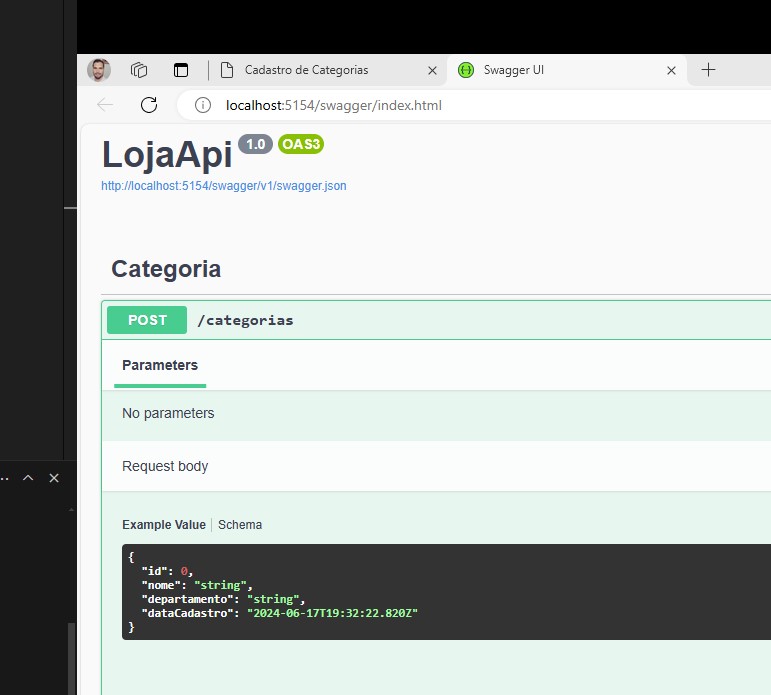 Cadastro de Categorias
Swagger UI
localhost:5154/swagger/index.html
LojaApi 1.0 OAS3
http://localhost:5154/swagger/v1/swagger.json
Categoria
POST /categorias
Parameters
No parameters
Request body
Example Value | Schema
{
"id": 0,
"nome": "string",
"departamento": "string",
"dataCadastro": "2024-06-17T19:32:22.820Z"
}